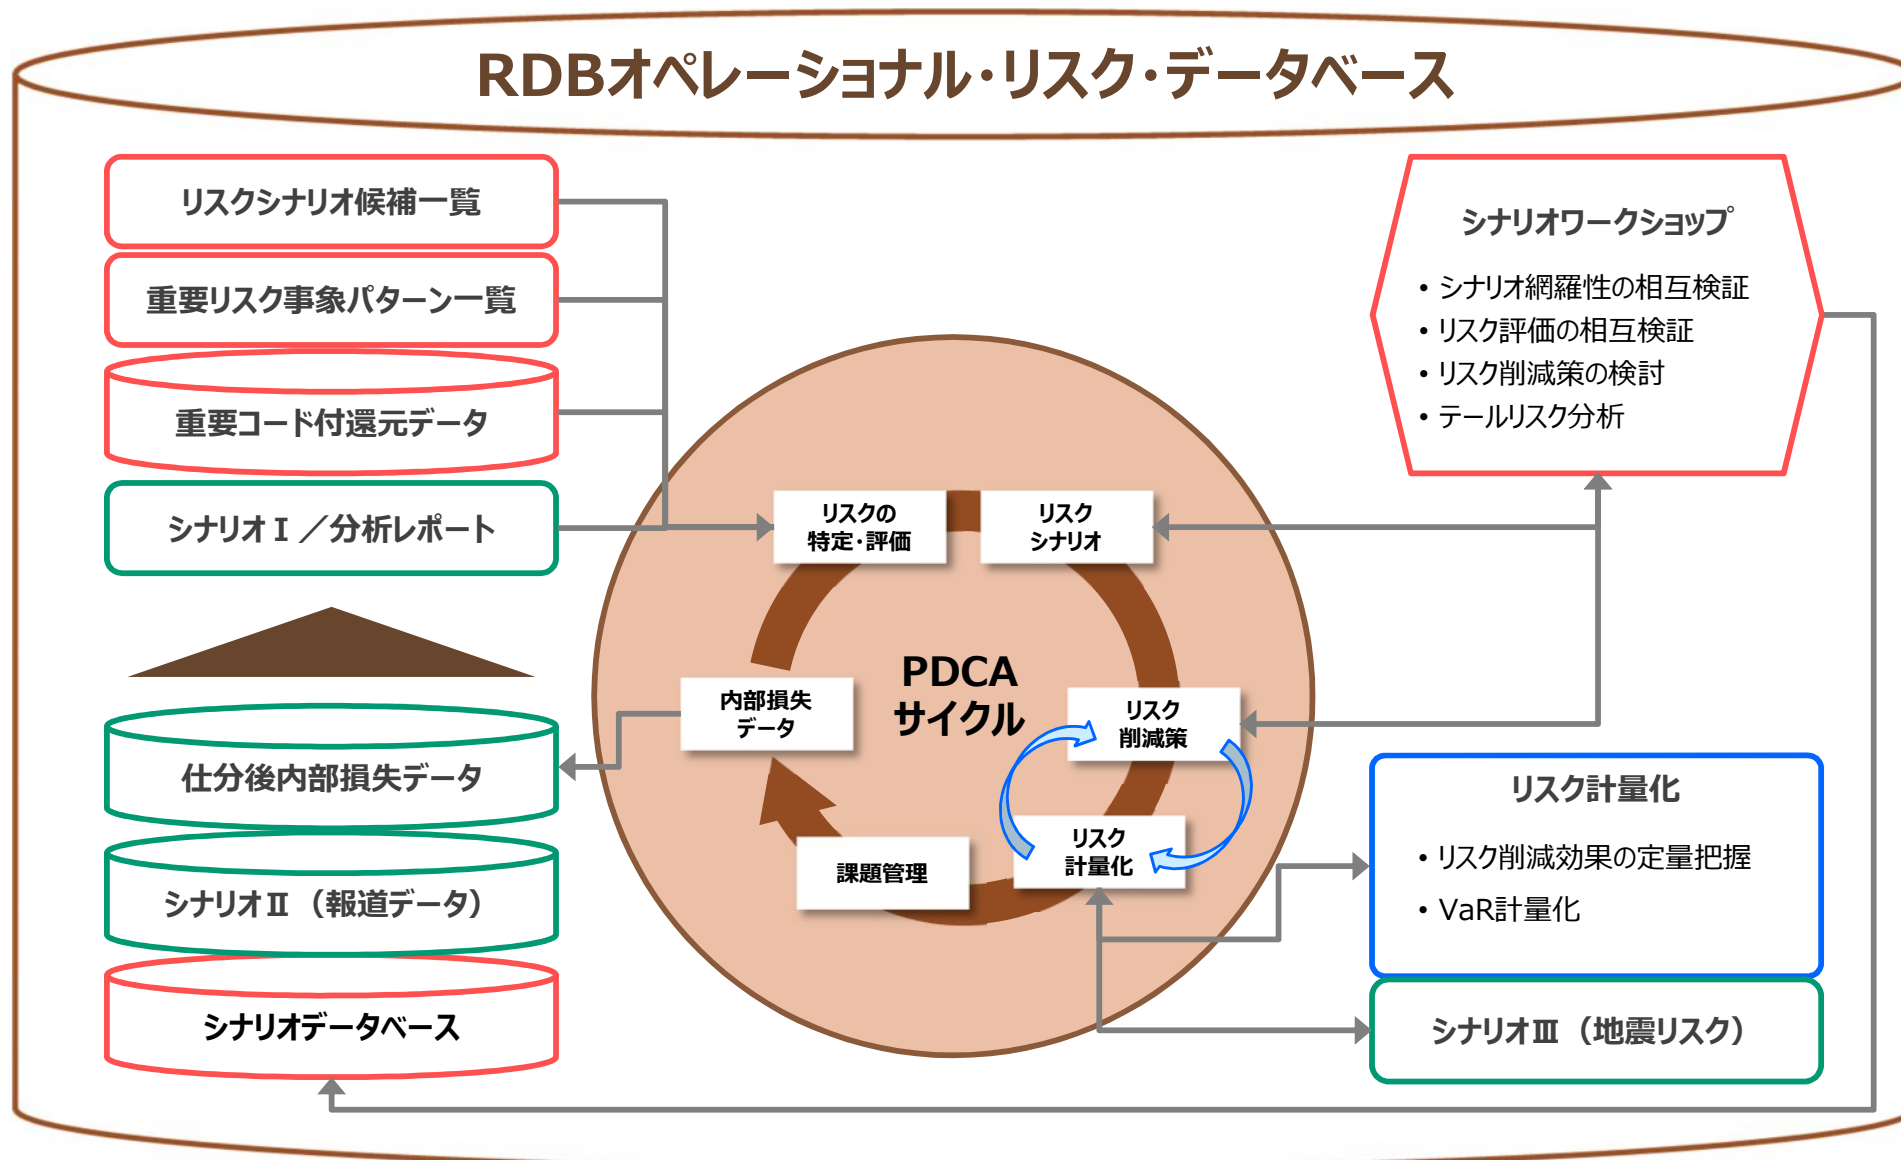 RDBオペレーショナル・リスク・データベース
リスクシナリオ候補一覧
重要リスク事象パターン一覧
重要コード付還元データ
シナリオⅠ／分析レポート
仕分後内部損失データ
シナリオⅡ（報道データ）
シナリオデータベース
リスクの
特定・評価
リスク
シナリオ
PDCA
サイクル
内部損失
データ
リスク
削減策
リスク
計量化
課題管理
シナリオワークショップ
• シナリオ網羅性の相互検証
• リスク評価の相互検証
• リスク削減策の検討
• テールリスク分析
リスク計量化
• リスク削減効果の定量把握
• VaR計量化
シナリオⅢ（地震リスク）